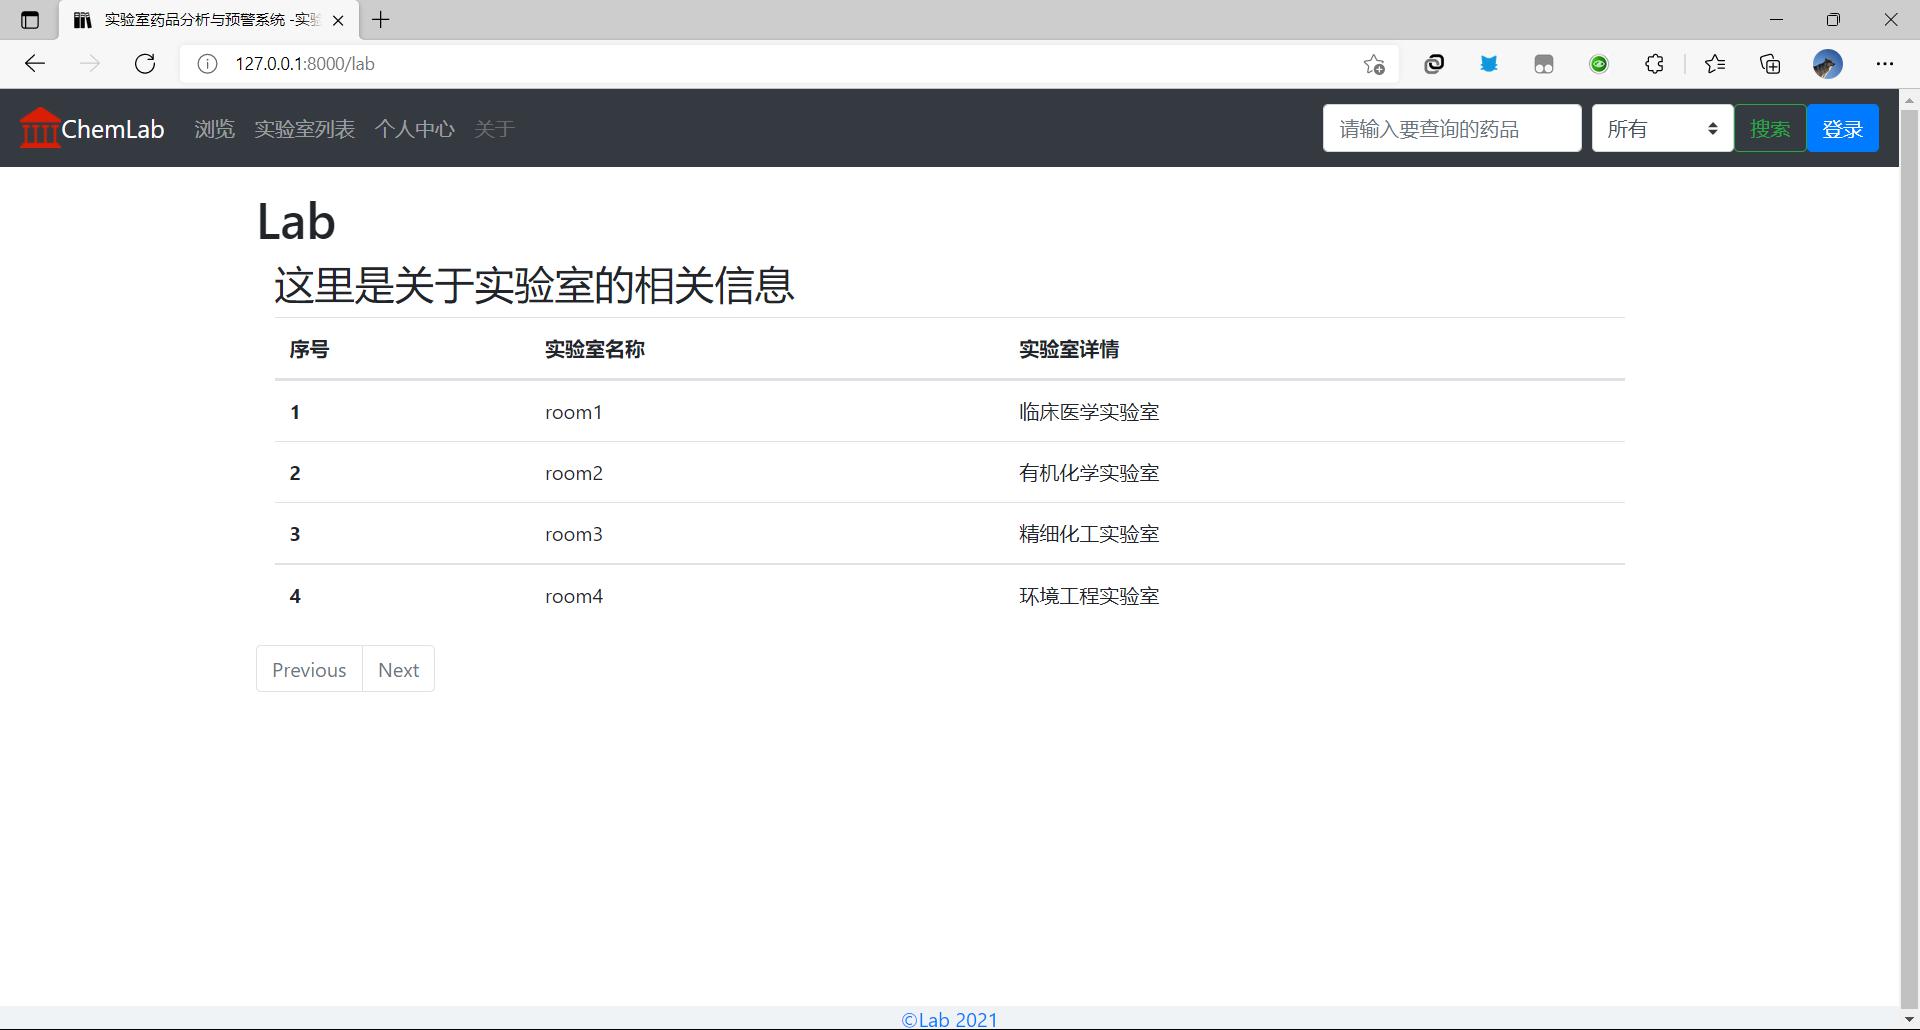 实验室药品分析与预警系统 -实验
127.0.0.1:8000/lab
ChemLab 浏览 实验室列表 个人中心 关于 请输入要查询的药品 所有 搜索 登录
Lab
这里是关于实验室的相关信息
序号 实验室名称 实验室详情
1 room1 临床医学实验室
2 room2 有机化学实验室
3 room3 精细化工实验室
4 room4 环境工程实验室
Previous Next
©Lab 2021